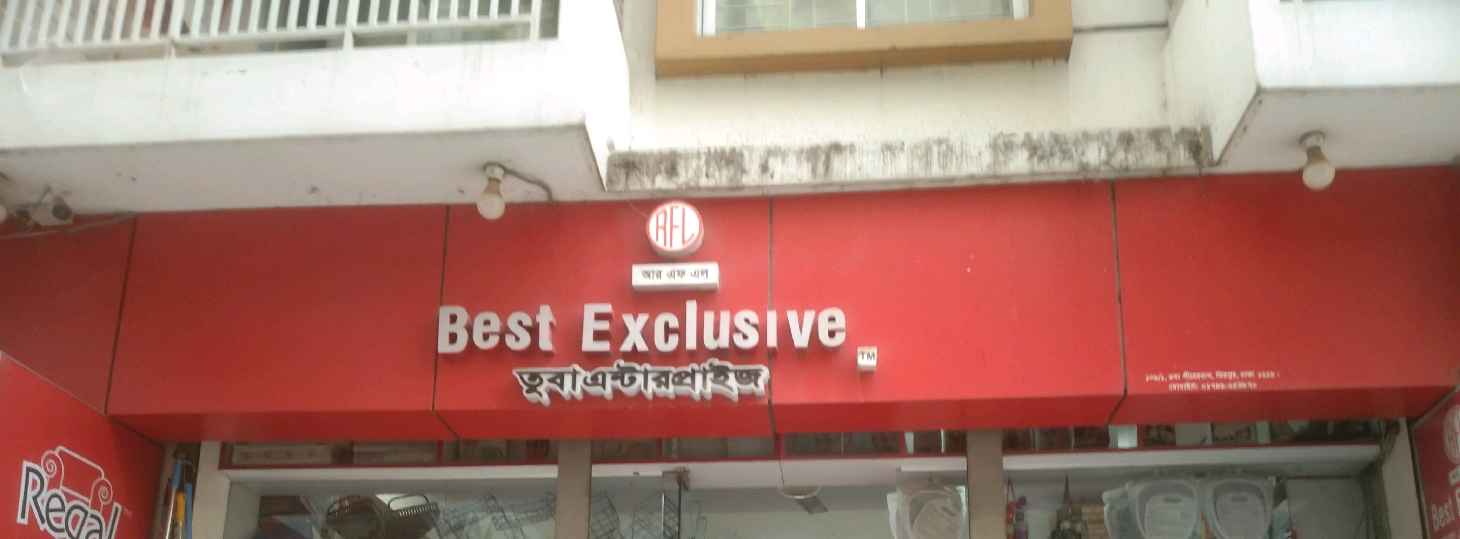 RFL
আর এফ এল
Best Exclusive
TM
তুবা এন্টারপ্রাইজ
Regal
Best